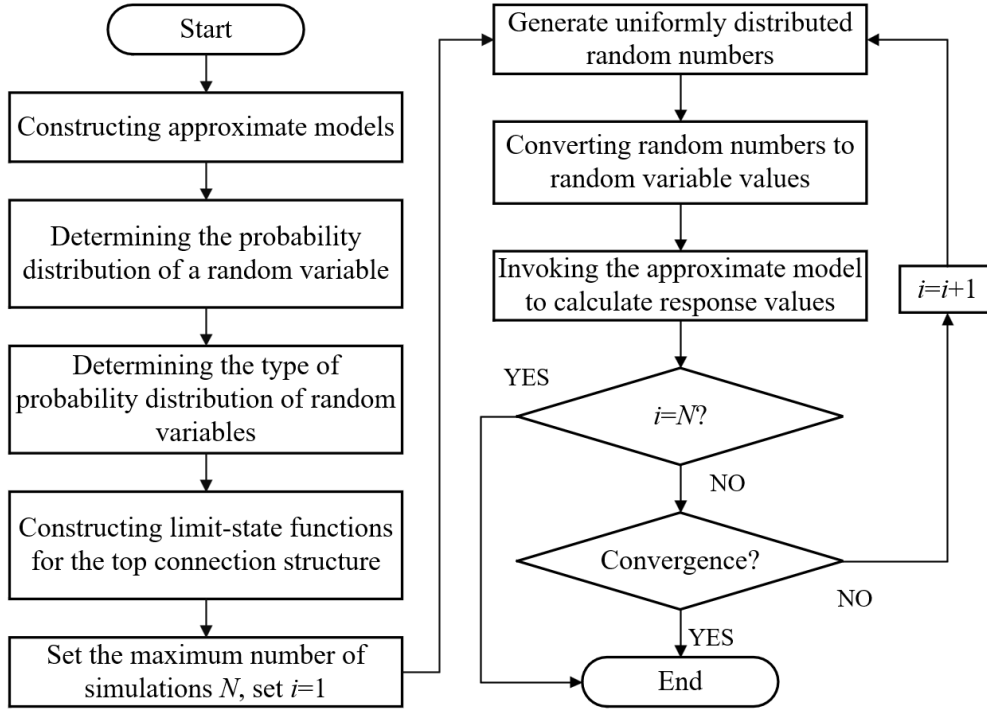 Start
Constructing approximate models
Determining the probability
distribution of a random variable
Determining the type of
probability distribution of random
variables
Constructing limit-state functions
for the top connection structure
Set the maximum number of
simulations N, set i=1
Generate uniformly distributed
random numbers
Converting random numbers to
random variable values
Invoking the approximate model
to calculate response values
i=i+1
YES
i=N?
NO
Convergence?
NO
YES
End